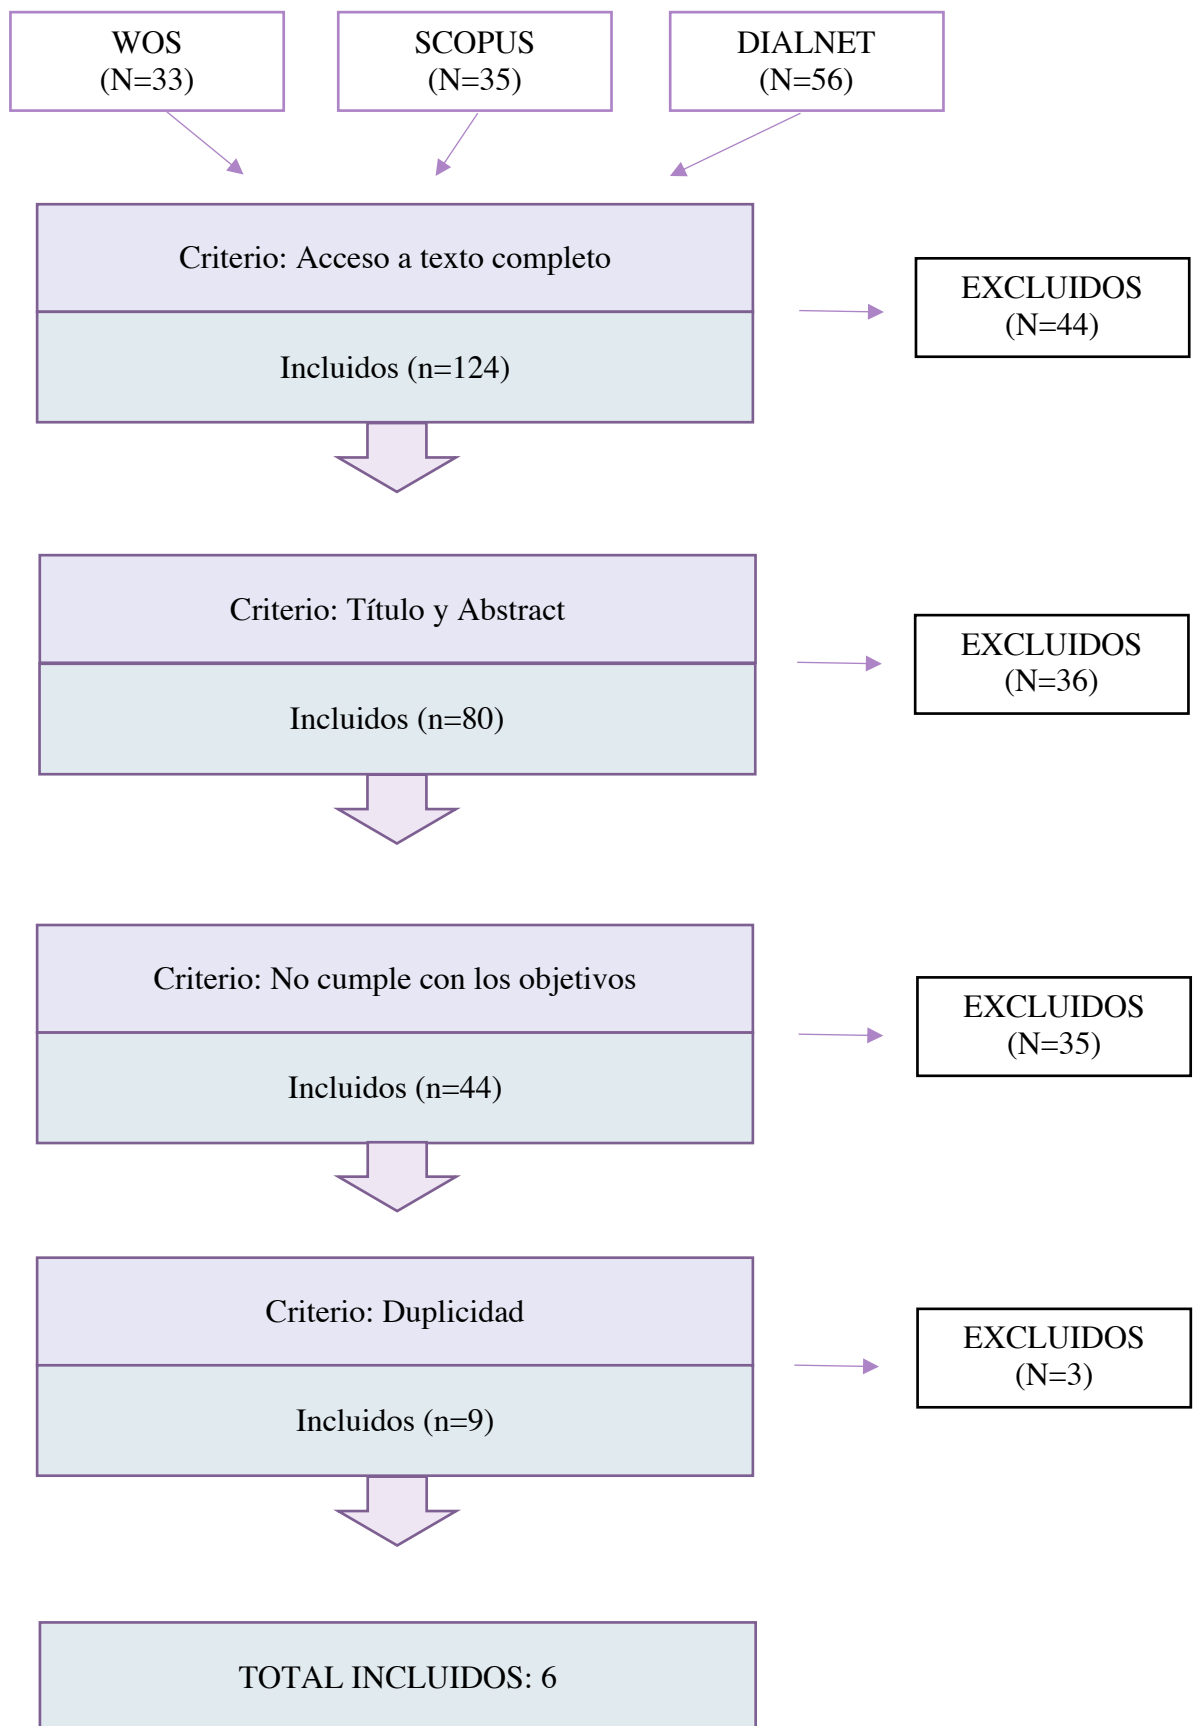 WOS
(N=33)
SCOPUS
(N=35)
DIALNET
(N=56)
Criterio: Acceso a texto completo
Incluidos (n=124)
EXCLUIDOS
(N=44)
Criterio: Título y Abstract
Incluidos (n=80)
EXCLUIDOS
(N=36)
Criterio: No cumple con los objetivos
Incluidos (n=44)
EXCLUIDOS
(N=35)
Criterio: Duplicidad
Incluidos (n=9)
EXCLUIDOS
(N=3)
TOTAL INCLUIDOS: 6